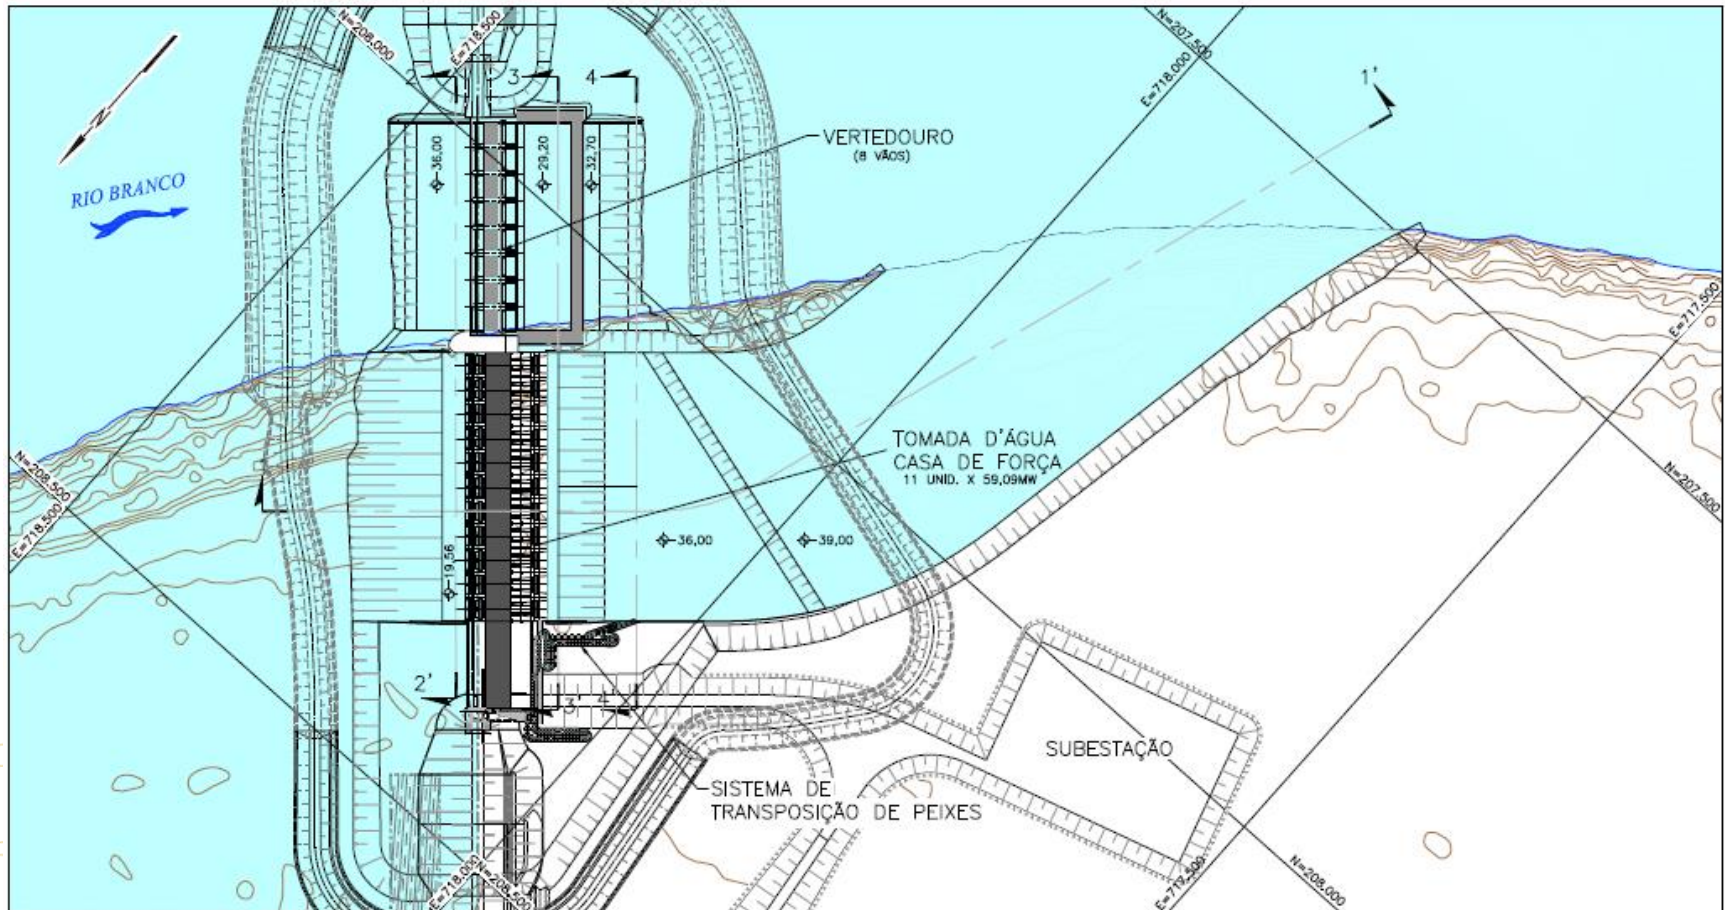 N=208.000
E=718.500
N=207.500
E=718.000
2
3
4
1'
N
RIO BRANCO
36,00
29,20
32,70
VERTEDOURO
(8 VÃOS)
E=717.500
TOMADA D'ÁGUA
CASA DE FORÇA
11 UNID. X 59,09MW
N=208.500
E=718.500
N=207.500
19,56
36,00
39,00
2'
3'
4'
SUBESTAÇÃO
SISTEMA DE
TRANSPOSIÇÃO DE PEIXES
E=718.000
N=208.500
E=717.500
N=208.000